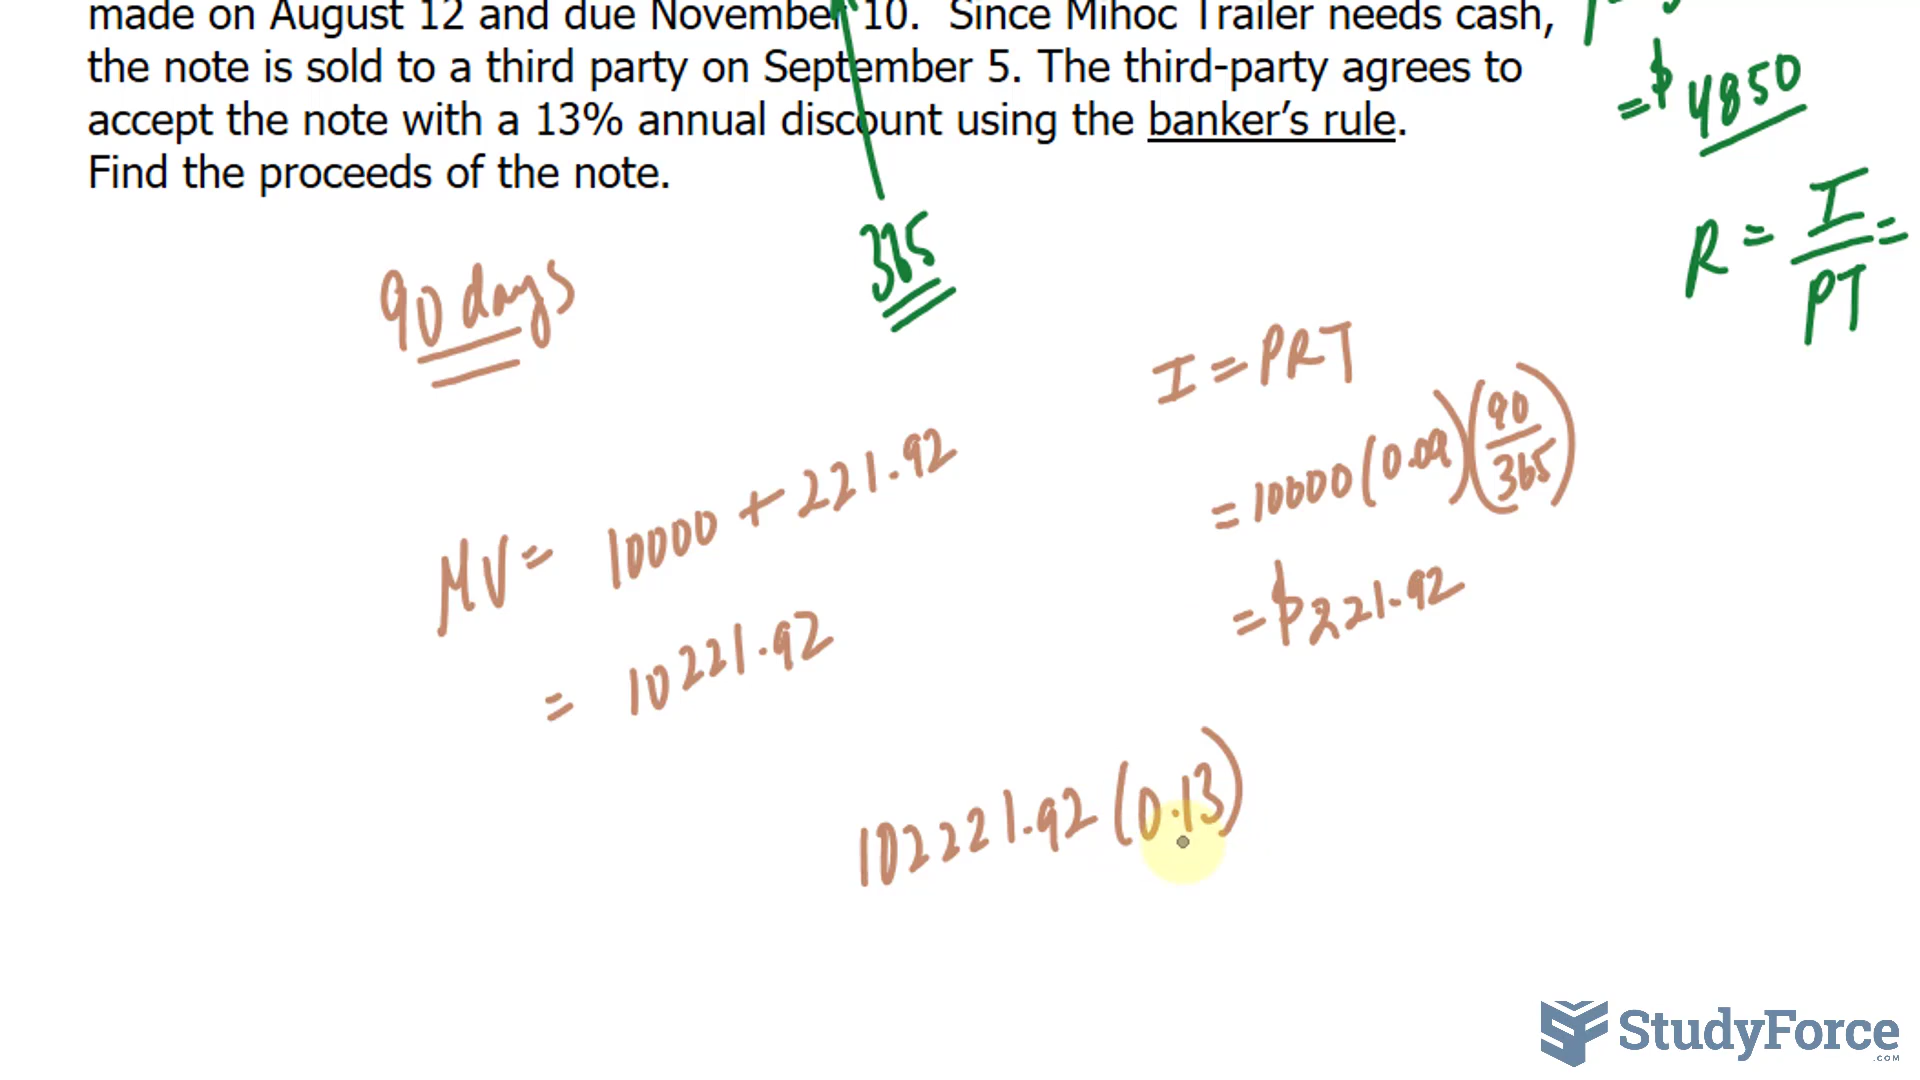 made on August 12 and due November 10. Since Mihoc Trailer needs cash,
the note is sold to a third party on September 5. The third-party agrees to
accept the note with a 13% annual discount using the banker's rule.
Find the proceeds of the note.
= $4850
R = I/PT =
365
90 days
I = PRT
= 10000(0.09)(90/365)
= $221.92
MV = 10000 + 221.92
= 10221.92
102221.92(0.13)
StudyForce
.COM